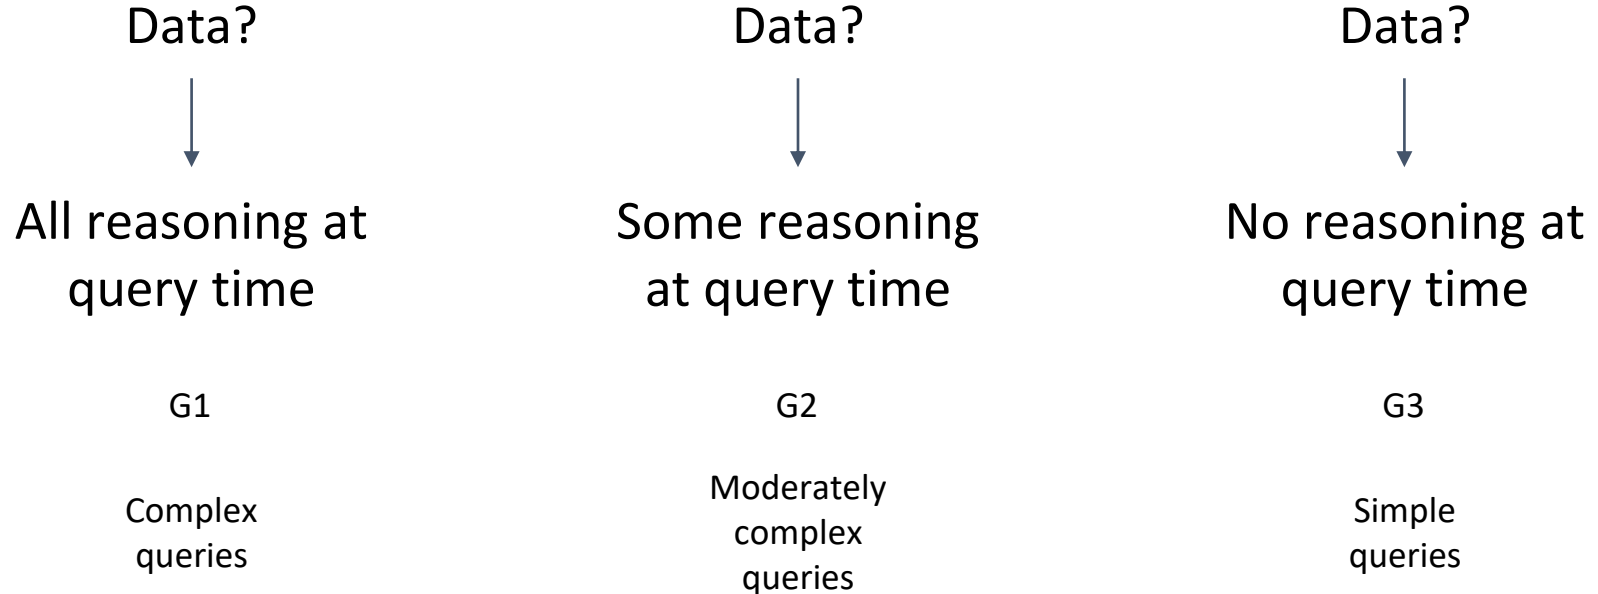 Data?
All reasoning at
query time
G1
Complex
queries
Data?
Some reasoning
at query time
G2
Moderately
complex
queries
Data?
No reasoning at
query time
G3
Simple
queries